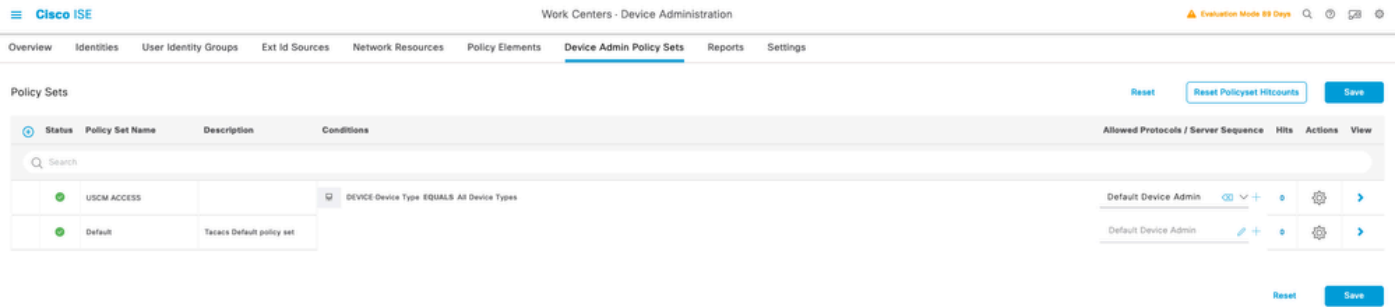 Cisco ISE
Work Centers - Device Administration
Evaluation Mode 89 Days
Overview Identities User Identity Groups Ext Id Sources Network Resources Policy Elements Device Admin Policy Sets Reports Settings
Policy Sets
Reset Reset Policyset Hitcounts Save
Status Policy Set Name Description Conditions Allowed Protocols / Server Sequence Hits Actions View
Search
USCM ACCESS DEVICE-Device Type EQUALS All Device Types Default Device Admin 0
Default Tacacs Default policy set Default Device Admin 0
Reset Save